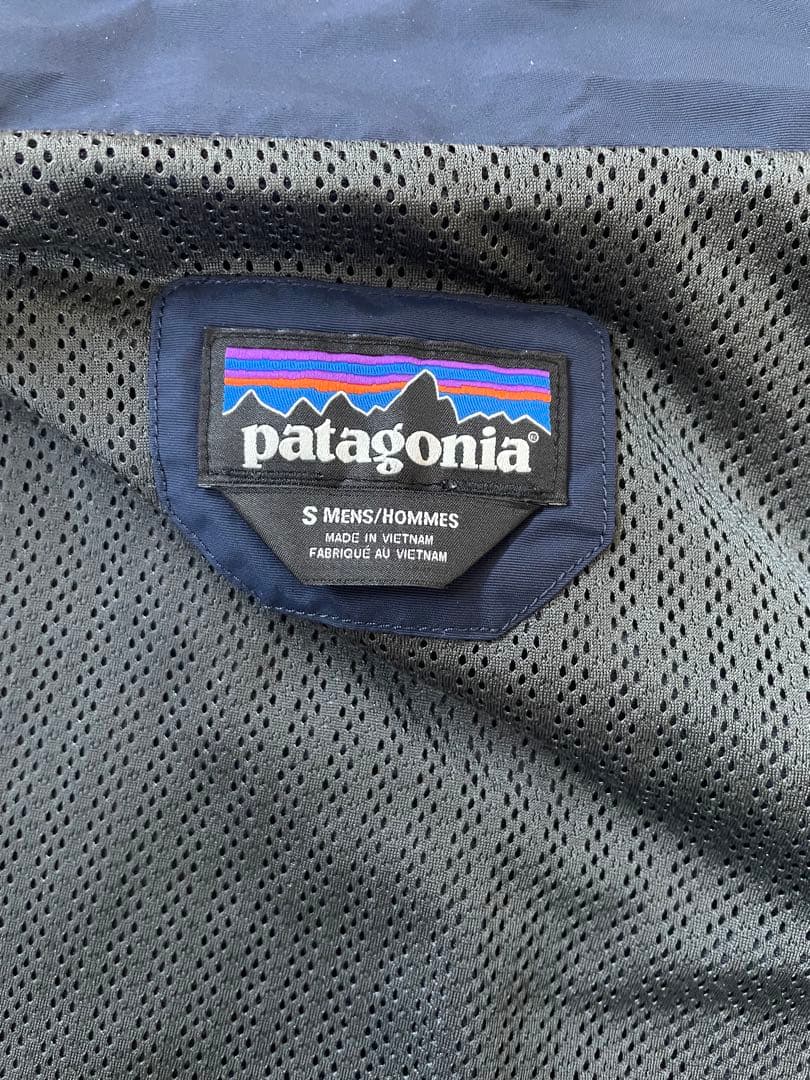 patagonia®
S MENS/HOMMES
MADE IN VIETNAM
FABRIQUÉ AU VIETNAM